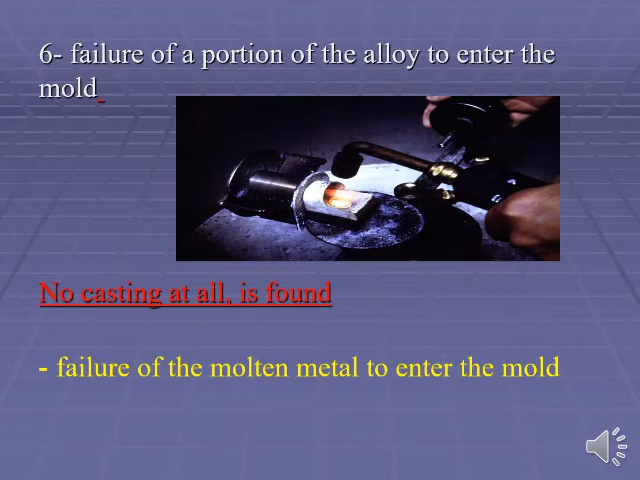 6- failure of a portion of the alloy to enter the
mold
No casting at all, is found
- failure of the molten metal to enter the mold